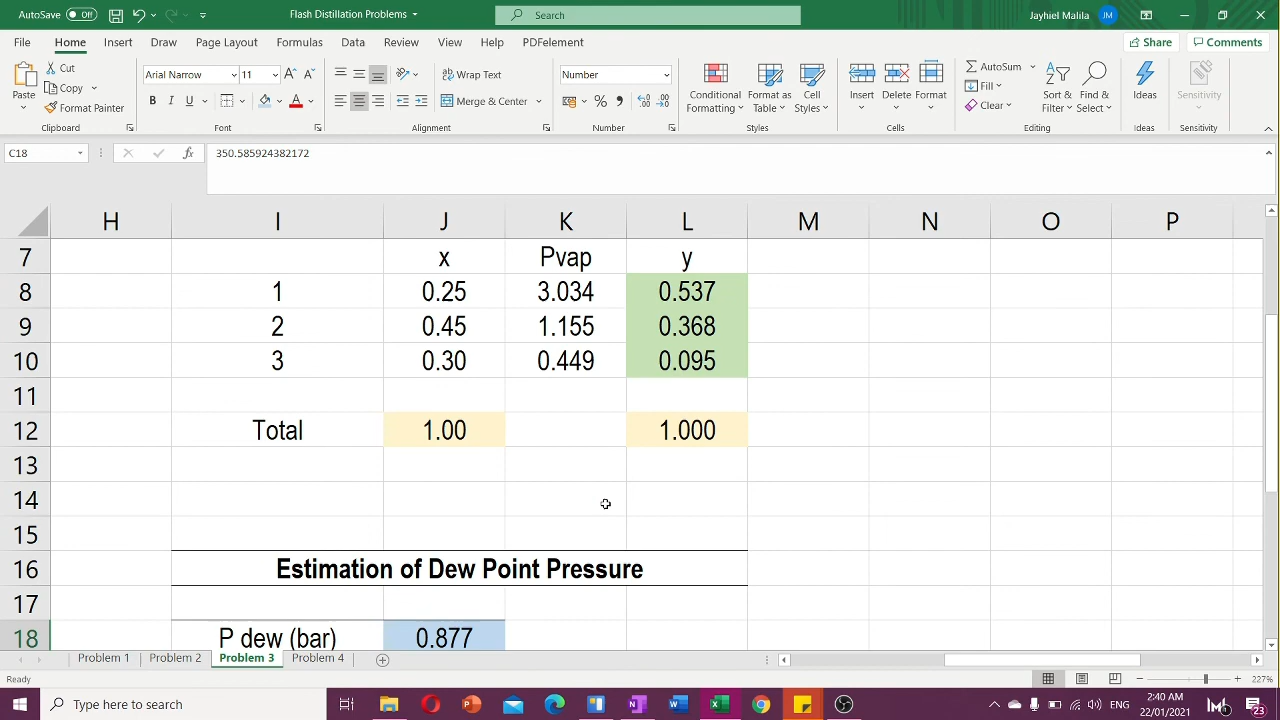 AutoSave Off Flash Distillation Problems Search Jayhiel Malila JM
File Home Insert Draw Page Layout Formulas Data Review View Help PDFelement Share Comments
Paste Cut Copy Format Painter Clipboard
Arial Narrow 11 A A B I U A Font
Wrap Text Merge & Center Alignment
Number % Number
Conditional Formatting Format as Table Cell Styles Styles
Insert Delete Format Cells
AutoSum Fill Clear Sort & Filter Find & Select Editing
Ideas Ideas
Sensitivity Sensitivity
C18 fx 350.585924382172
H I J K L M N O P
7 x Pvap y
8 1 0.25 3.034 0.537
9 2 0.45 1.155 0.368
10 3 0.30 0.449 0.095
11
12 Total 1.00 1.000
13
14
15
16 Estimation of Dew Point Pressure
17
18 P dew (bar) 0.877
Problem 1 Problem 2 Problem 3 Problem 4
Ready 227%
Type here to search ENG 2:40 AM
22/01/2021 23